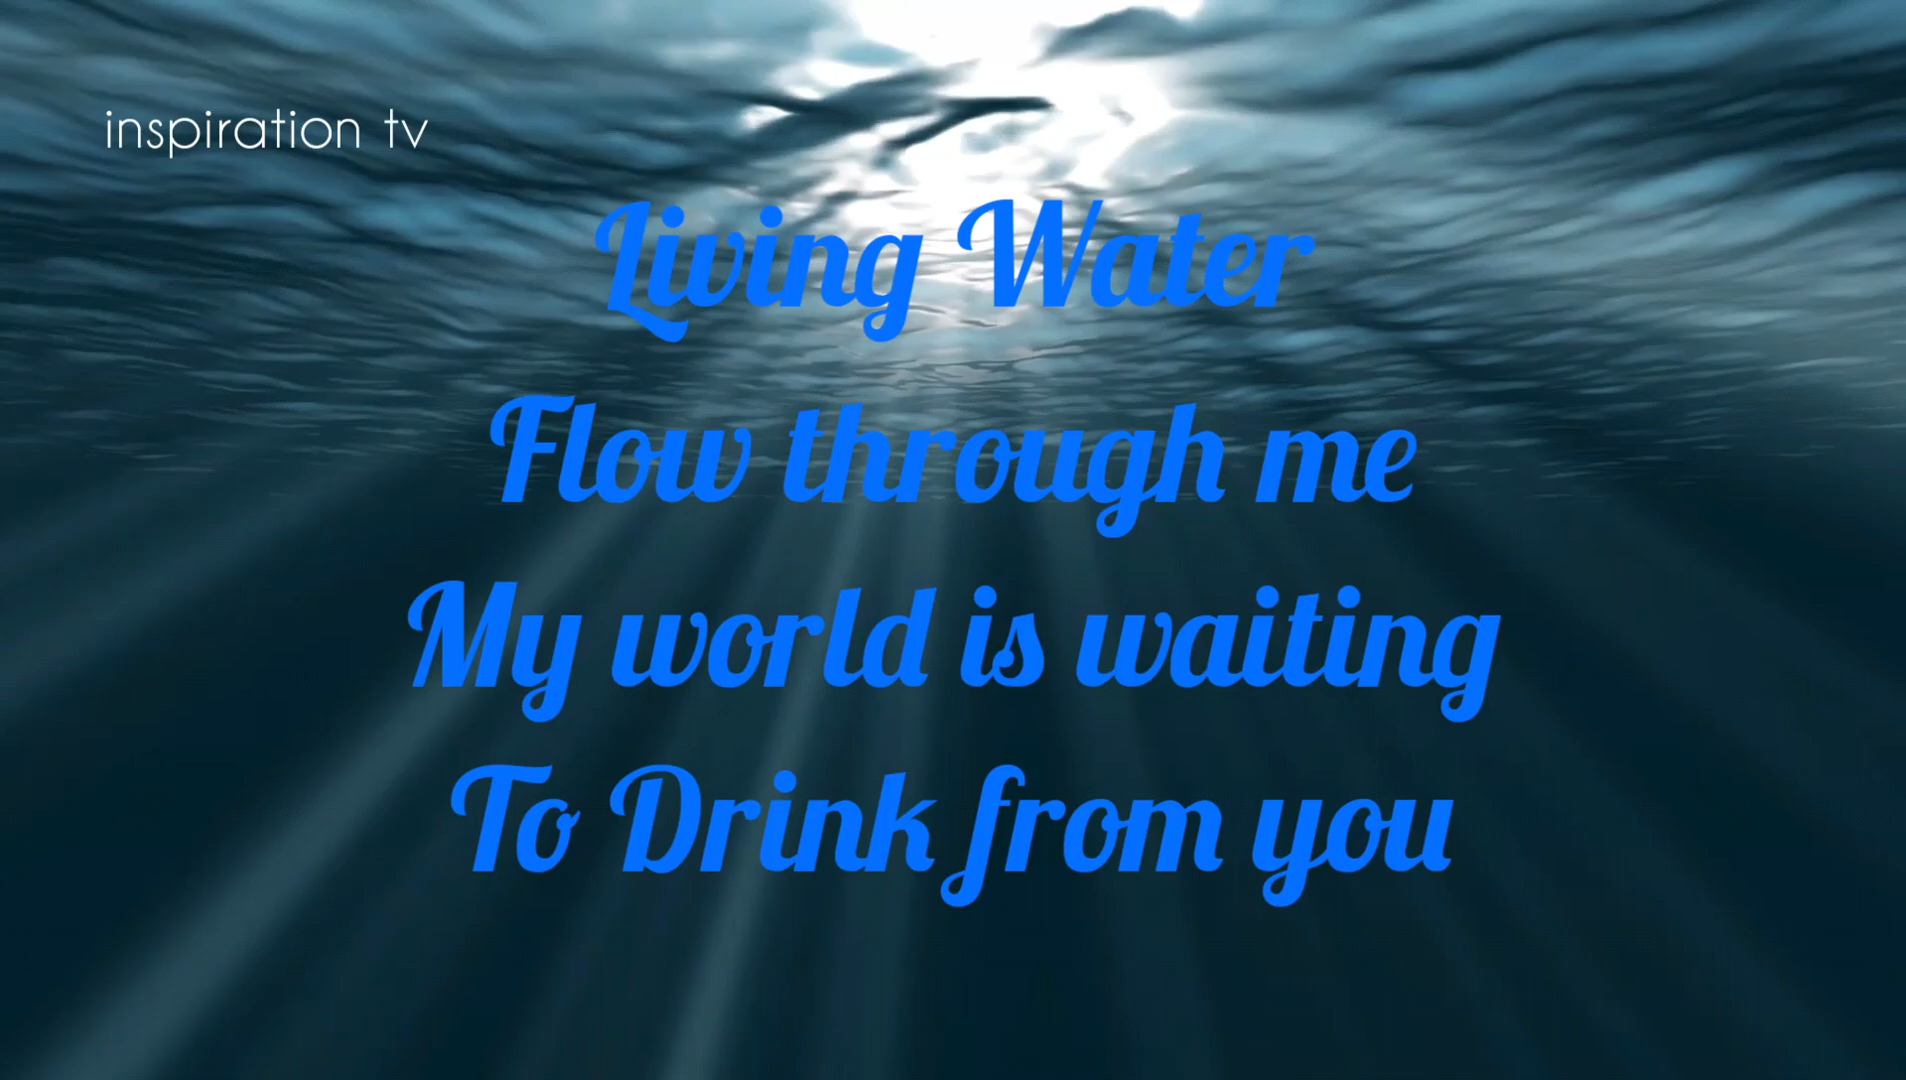 inspiration tv
Living Water
Flow through me
My world is waiting
To Drink from you